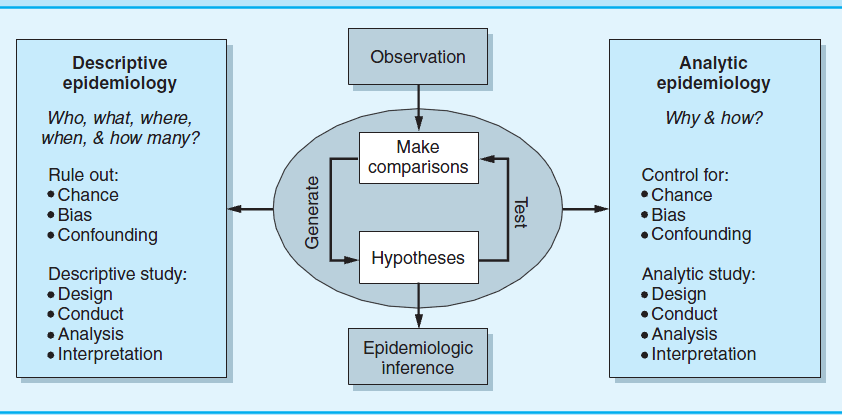 Descriptive
epidemiology
Who, what, where,
when, & how many?
Rule out:
• Chance
• Bias
• Confounding
Descriptive study:
• Design
• Conduct
• Analysis
• Interpretation
Observation
Make
comparisons
Generate
Test
Hypotheses
Epidemiologic
inference
Analytic
epidemiology
Why & how?
Control for:
• Chance
• Bias
• Confounding
Analytic study:
• Design
• Conduct
• Analysis
• Interpretation